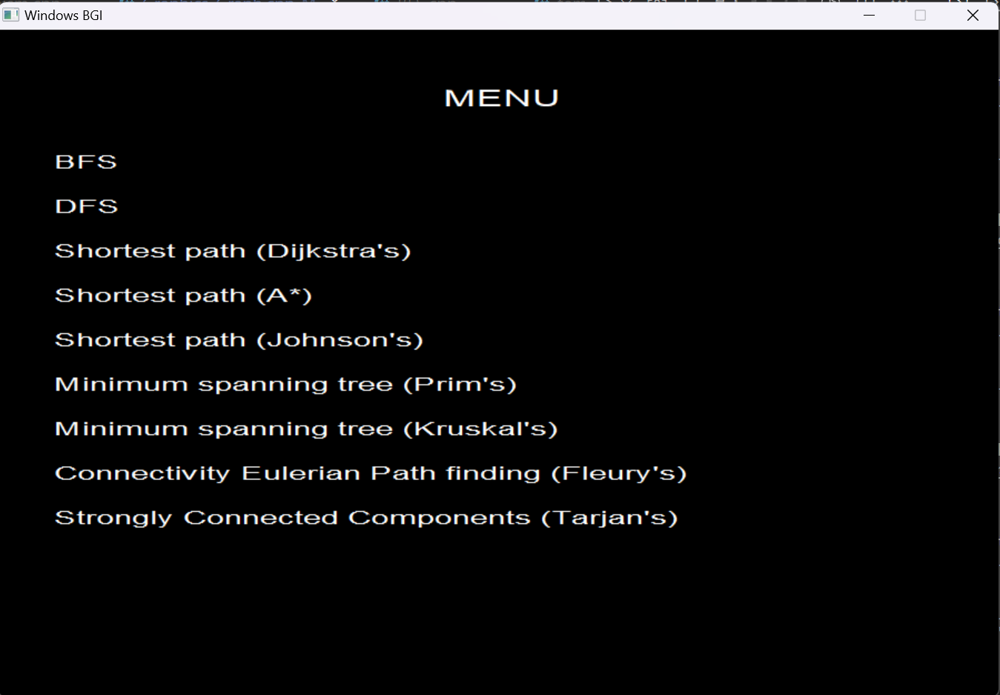 Windows BGI
MENU
BFS
DFS
Shortest path (Dijkstra's)
Shortest path (A*)
Shortest path (Johnson's)
Minimum spanning tree (Prim's)
Minimum spanning tree (Kruskal's)
Connectivity Eulerian Path finding (Fleury's)
Strongly Connected Components (Tarjan's)